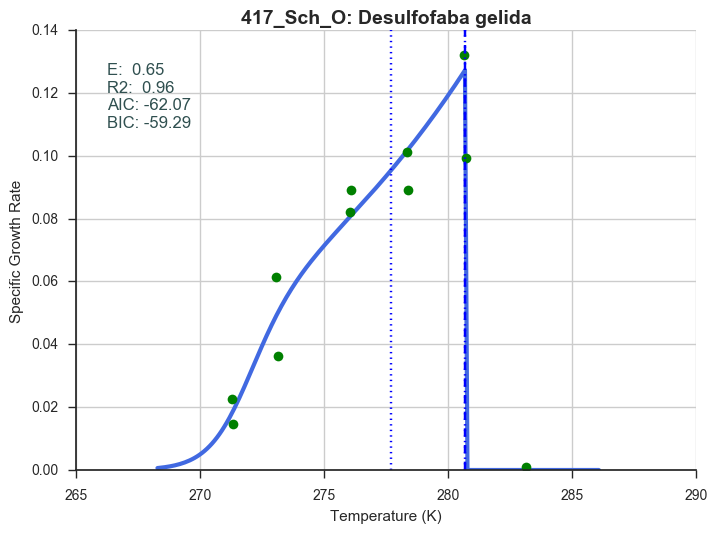 417_Sch_O: Desulfofaba gelida
E:  0.65
R2:  0.96
AIC: -62.07
BIC: -59.29
0.14
0.12
0.10
0.08
0.06
0.04
0.02
0.00
Specific Growth Rate
265
270
275
280
285
290
Temperature (K)